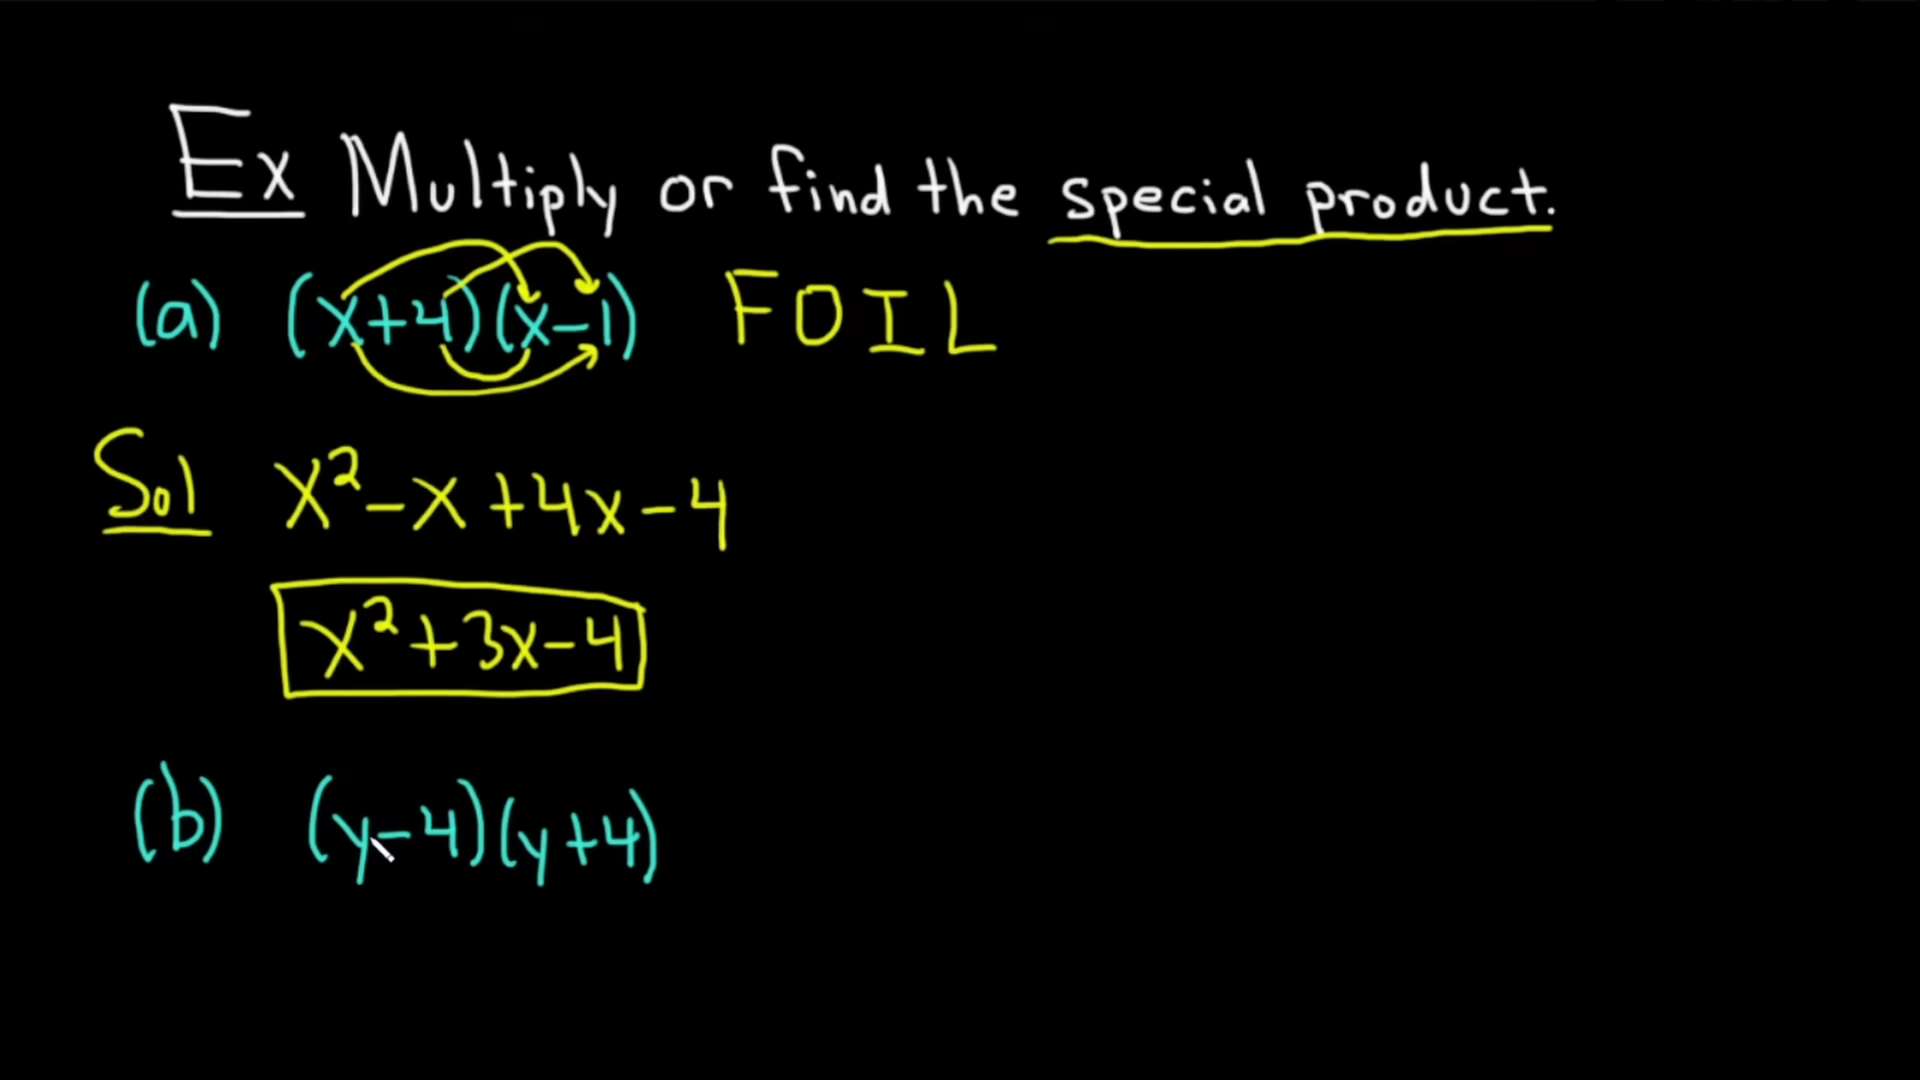 Ex Multiply or find the special product.
(a) (x+4)(x-1) FOIL
Sol x²-x+4x-4
x²+3x-4
(b) (y-4)(y+4)